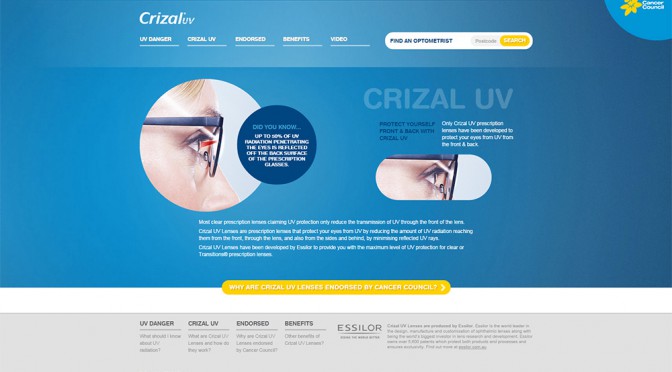 Cancer
Council
Crizal UV
UV DANGER
CRIZAL UV
ENDORSED
BENEFITS
VIDEO
FIND AN OPTOMETRIST
Postcode
SEARCH
CRIZAL UV
DID YOU KNOW...
UP TO 50% OF UV
RADIATION PENETRATING
THE EYES IS REFLECTED
OFF THE BACK SURFACE
OF THE PRESCRIPTION
GLASSES.
PROTECT YOURSELF
FRONT & BACK WITH
CRIZAL UV
Only Crizal UV prescription
lenses have been developed to
protect your eyes from UV from
the front & back.
Most clear prescription lenses claiming UV protection only reduce the transmission of UV through the front of the lens.
Crizal UV Lenses are prescription lenses that protect your eyes from UV by reducing the amount of UV radiation reaching
them from the front, through the lens, and also from the sides and behind, by minimising reflected UV rays.
Crizal UV Lenses have been developed by Essilor to provide you with the maximum level of UV protection for clear or
Transitions® prescription lenses.
WHY ARE CRIZAL UV LENSES ENDORSED BY CANCER COUNCIL?
UV DANGER
What should I know
about UV
radiation?
CRIZAL UV
What are Crizal UV
Lenses and how do
they work?
ENDORSED
Why are Crizal UV
Lenses endorsed
by Cancer Council?
BENEFITS
Other benefits of
Crizal UV Lenses?
ESSILOR
SEEING THE WORLD BETTER
Crizal UV Lenses are produced by Essilor. Essilor is the world leader in
the design, manufacture and customisation of ophthalmic lenses along with
being the world's biggest investor in lens research and development. Essilor
owns over 5,500 patents which protect both products and processes and
ensures exclusivity. Find out more at essilor.com.au.